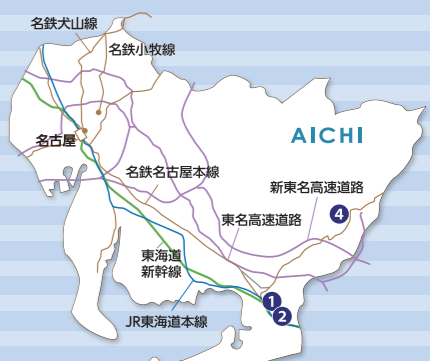 名鉄犬山線
名鉄小牧線
名古屋
AICHI
名鉄名古屋本線
新東名高速道路
4
東名高速道路
東海道
新幹線
1
2
JR東海道本線